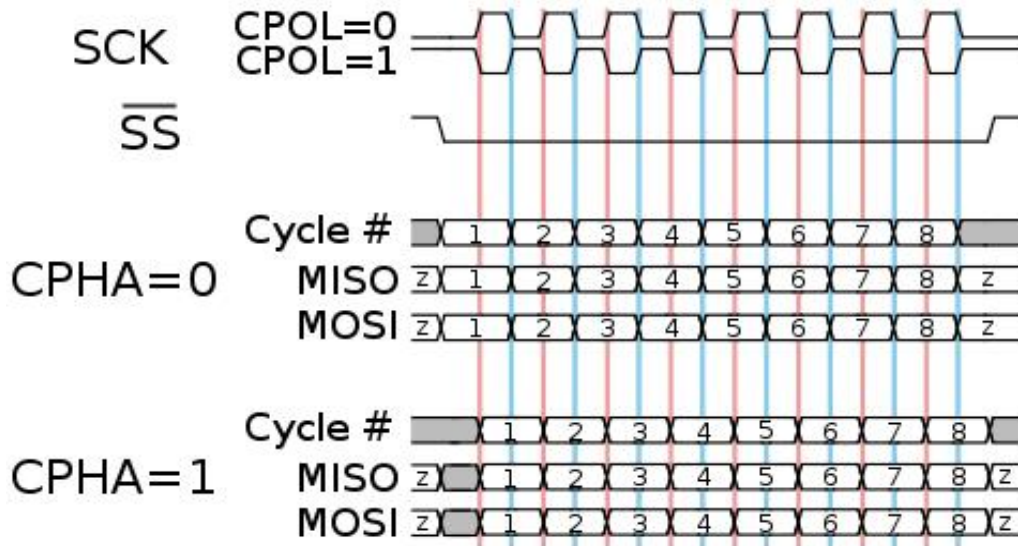 SCK CPOL=0
CPOL=1
SS
Cycle # 1 2 3 4 5 6 7 8
CPHA=0 MISO z 1 2 3 4 5 6 7 8 z
MOSI z 1 2 3 4 5 6 7 8 z
Cycle # 1 2 3 4 5 6 7 8
CPHA=1 MISO z 1 2 3 4 5 6 7 8 z
MOSI z 1 2 3 4 5 6 7 8 z